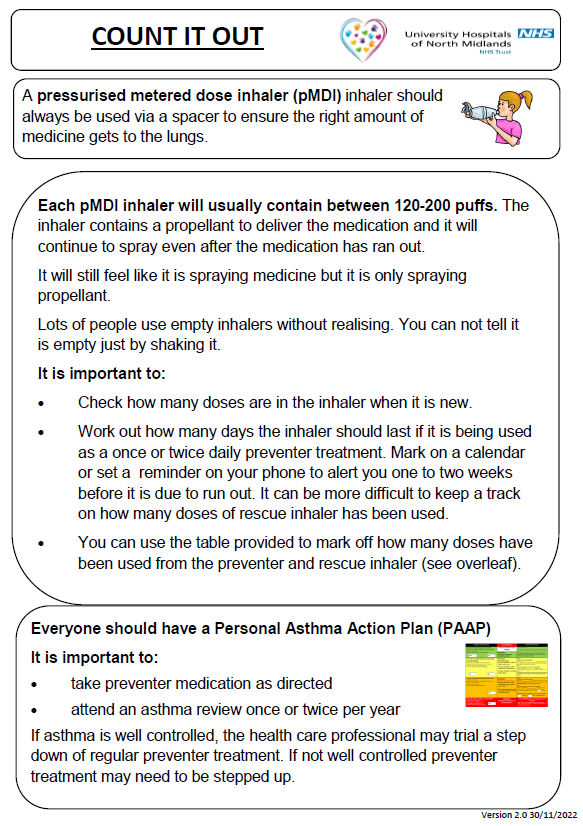 COUNT IT OUT
University Hospitals
of North Midlands
NHS Trust
NHS
A pressurised metered dose inhaler (pMDI) inhaler should
always be used via a spacer to ensure the right amount of
medicine gets to the lungs.
Each pMDI inhaler will usually contain between 120-200 puffs. The
inhaler contains a propellant to deliver the medication and it will
continue to spray even after the medication has ran out.
It will still feel like it is spraying medicine but it is only spraying
propellant.
Lots of people use empty inhalers without realising. You can not tell it
is empty just by shaking it.
It is important to:
• Check how many doses are in the inhaler when it is new.
• Work out how many days the inhaler should last if it is being used
as a once or twice daily preventer treatment. Mark on a calendar
or set a reminder on your phone to alert you one to two weeks
before it is due to run out. It can be more difficult to keep a track
on how many doses of rescue inhaler has been used.
• You can use the table provided to mark off how many doses have
been used from the preventer and rescue inhaler (see overleaf).
Everyone should have a Personal Asthma Action Plan (PAAP)
It is important to:
• take preventer medication as directed
• attend an asthma review once or twice per year
If asthma is well controlled, the health care professional may trial a step
down of regular preventer treatment. If not well controlled preventer
treatment may need to be stepped up.
Version 2.0 30/11/2022